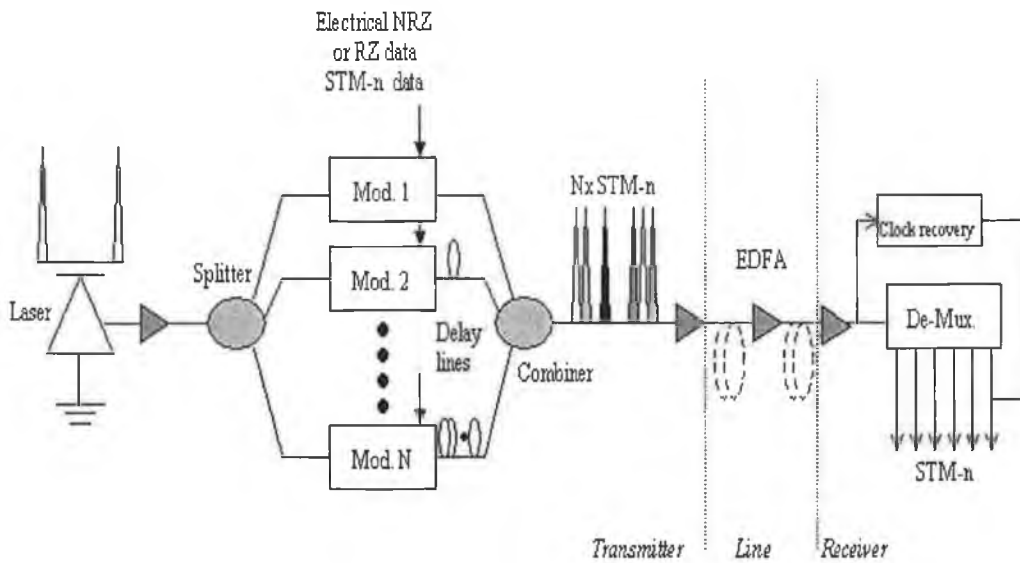 Electrical NRZ
or RZ data
STM-n data
Mod. 1
Nx STM-n
Clock recovery
Splitter
Mod. 2
EDFA
Laser
De-Mux.
Delay
lines
Combiner
Mod. N
STM-n
Transmitter
Line
Receiver